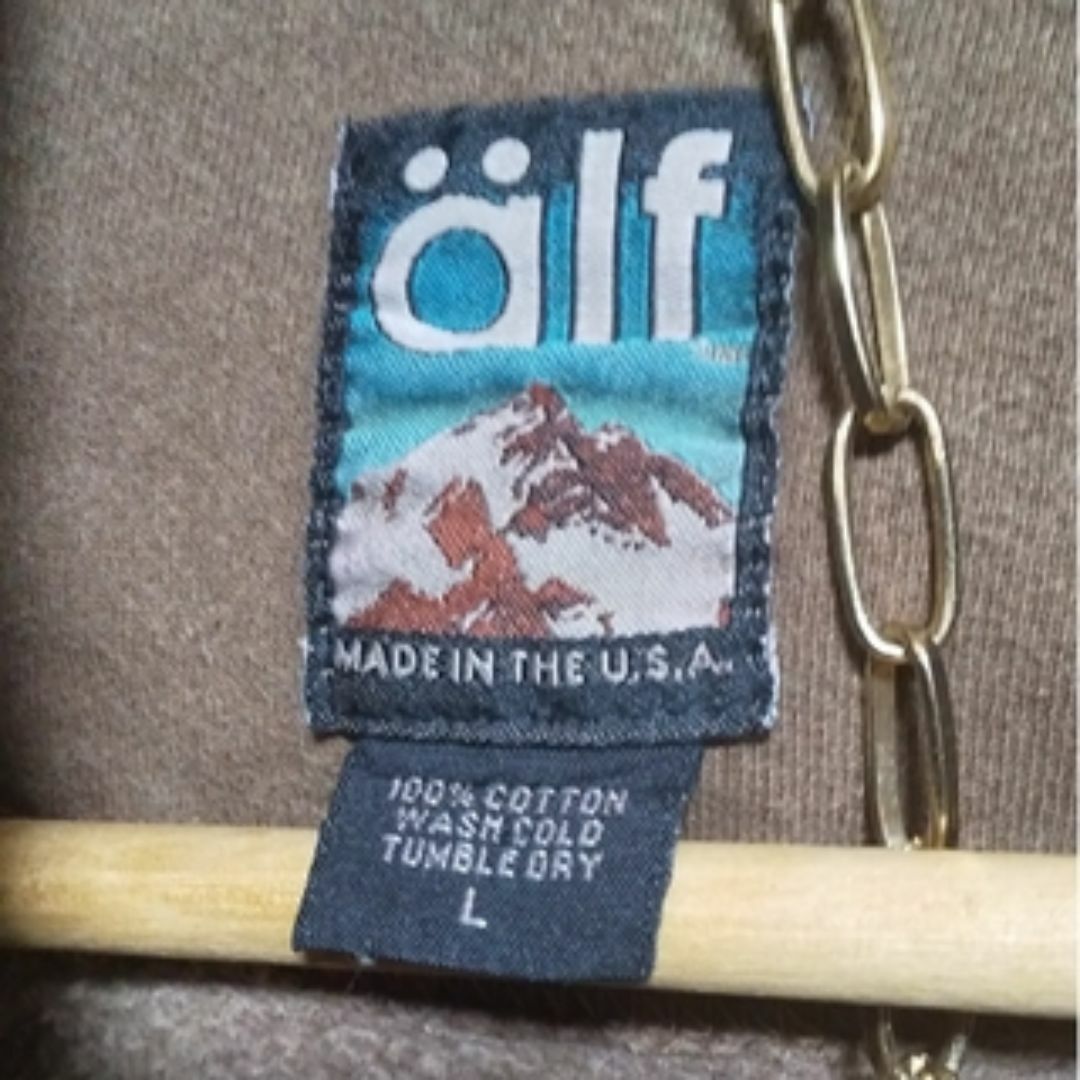 älf
MADE IN THE U.S.A.
100% COTTON
WASH COLD
TUMBLE DRY
L